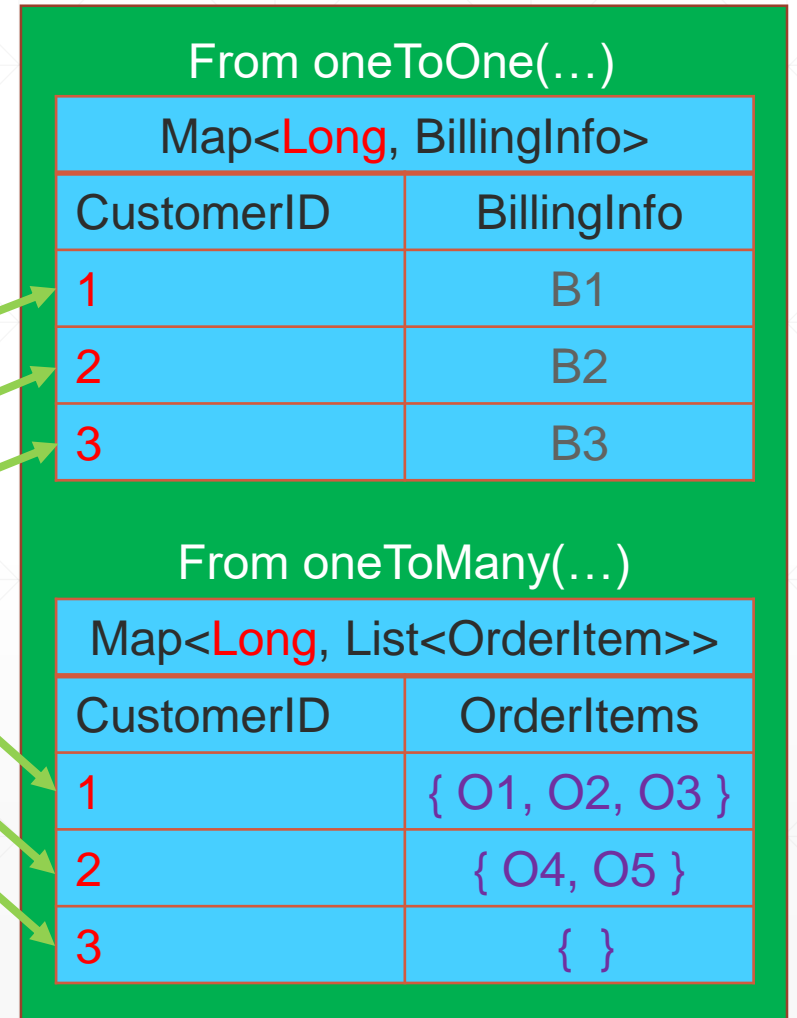 From oneToOne(…)
Map<Long, BillingInfo>
CustomerID BillingInfo
1 B1
2 B2
3 B3
From oneToMany(…)
Map<Long, List<OrderItem>>
CustomerID OrderItems
1 { O1, O2, O3 }
2 { O4, O5 }
3 { }